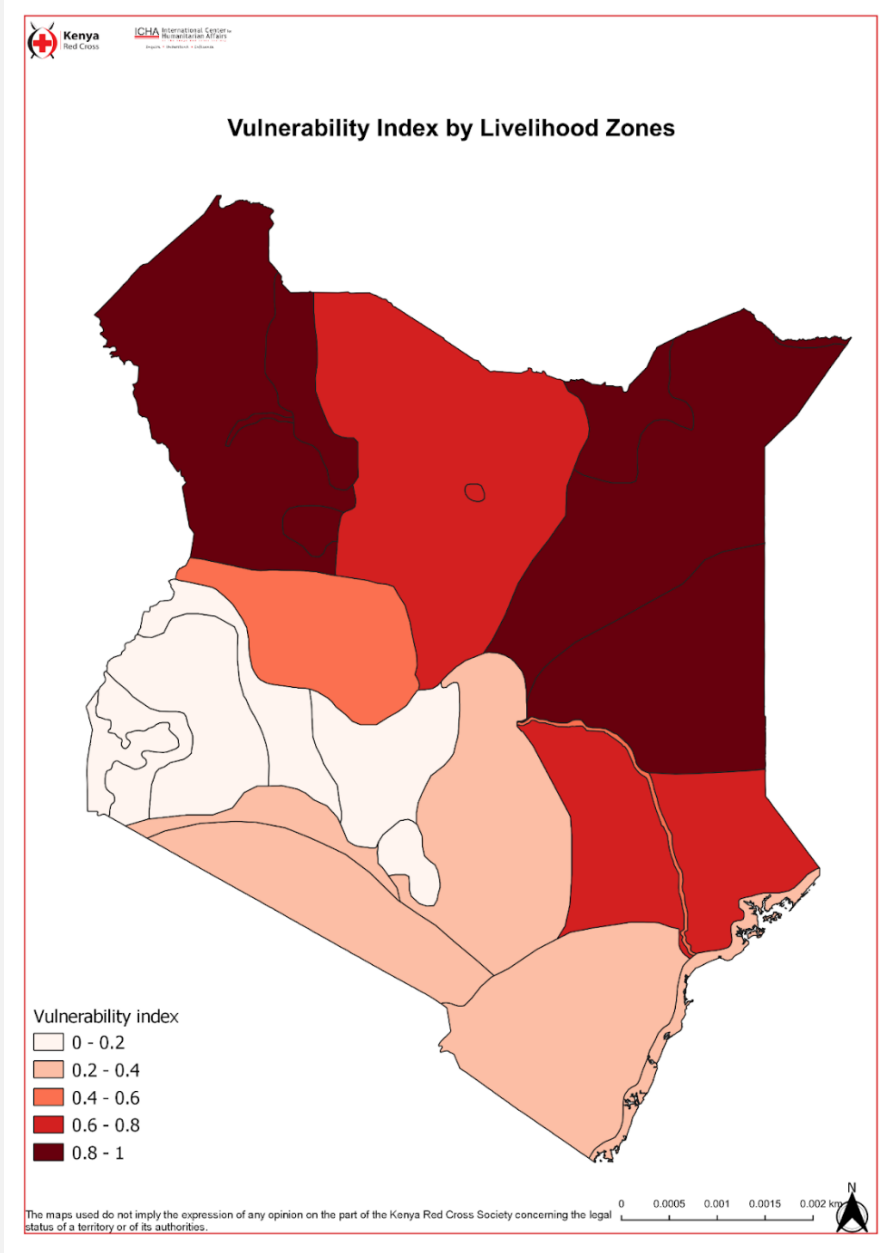 Kenya
Red Cross
ICHA International Center for
Humanitarian Affairs
Vulnerability Index by Livelihood Zones
Vulnerability index
0 - 0.2
0.2 - 0.4
0.4 - 0.6
0.6 - 0.8
0.8 - 1
N
0 0.0005 0.001 0.0015 0.002 km
The maps used do not imply the expression of any opinion on the part of the Kenya Red Cross Society concerning the legal
status of a territory or of its authorities.